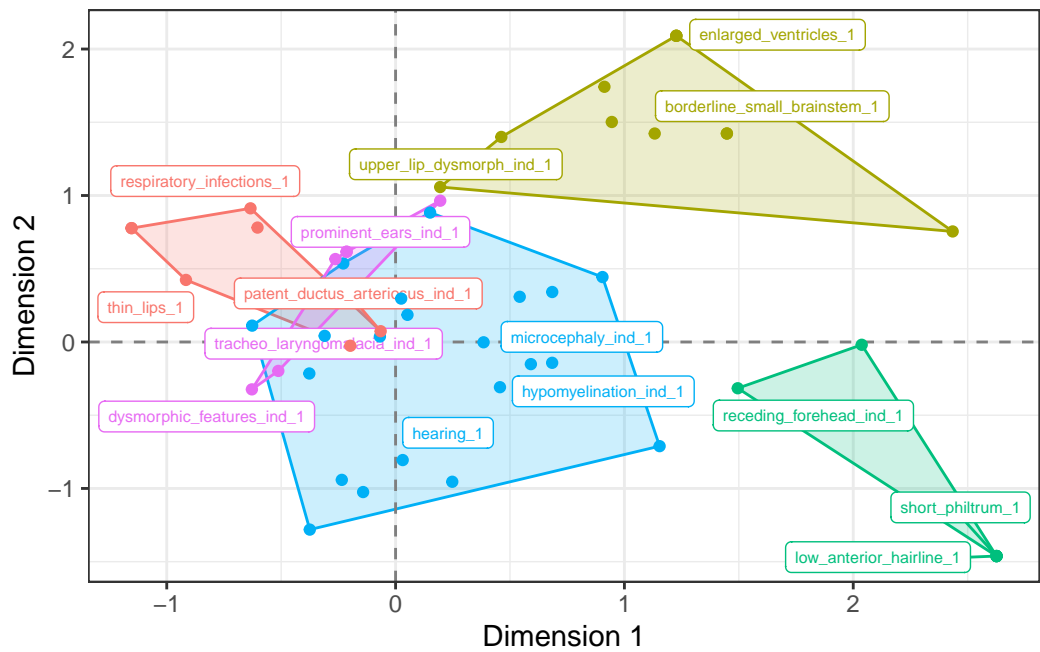 enlarged_ventricles_1
2
borderline_small_brainstem_1
upper_lip_dysmorph_ind_1
respiratory_infections_1
1
prominent_ears_ind_1
patent_ductus_arteriosus_ind_1
thin_lips_1
microcephaly_ind_1
0
tracheo_laryngomalacia_ind_1
hypomyelination_ind_1
dysmorphic_features_ind_1
receding_forehead_ind_1
hearing_1
−1
short_philtrum_1
low_anterior_hairline_1
−1
0
1
2
Dimension 1
Dimension 2